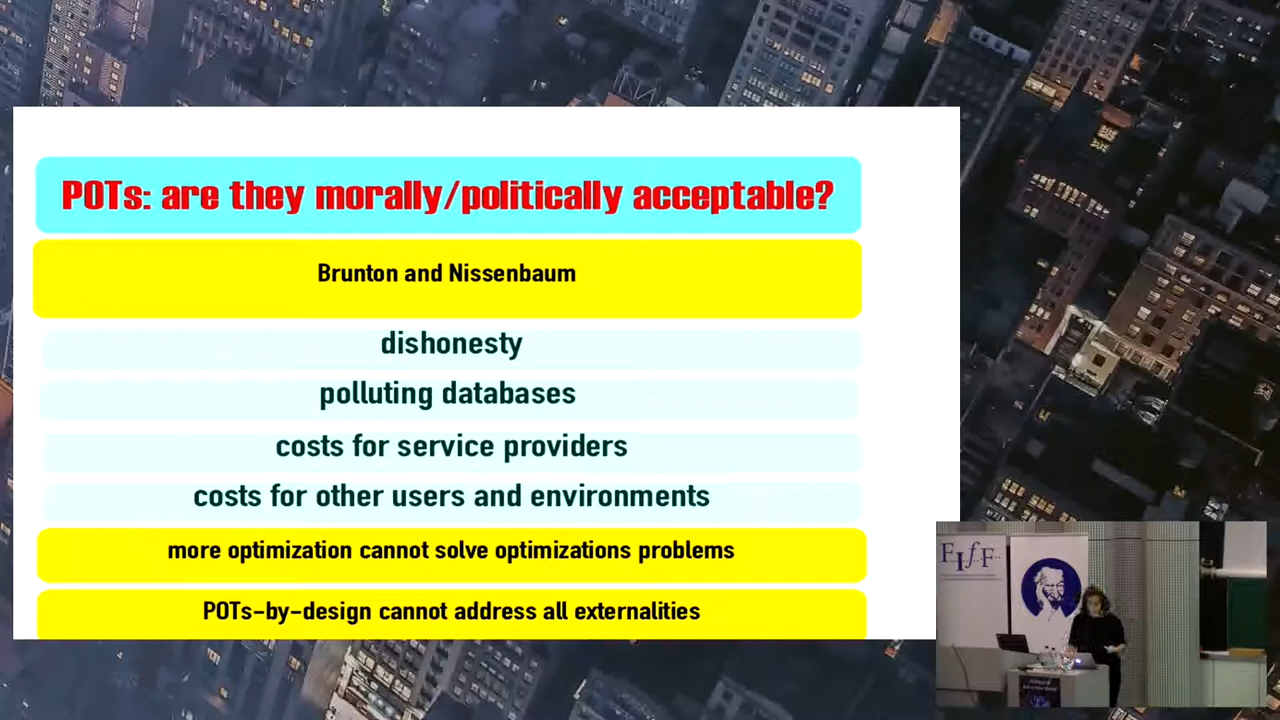 POTs: are they morally/politically acceptable?
Brunton and Nissenbaum
dishonesty
polluting databases
costs for service providers
costs for other users and environments
more optimization cannot solve optimizations problems
POTs-by-design cannot address all externalities
F..I..f..F..